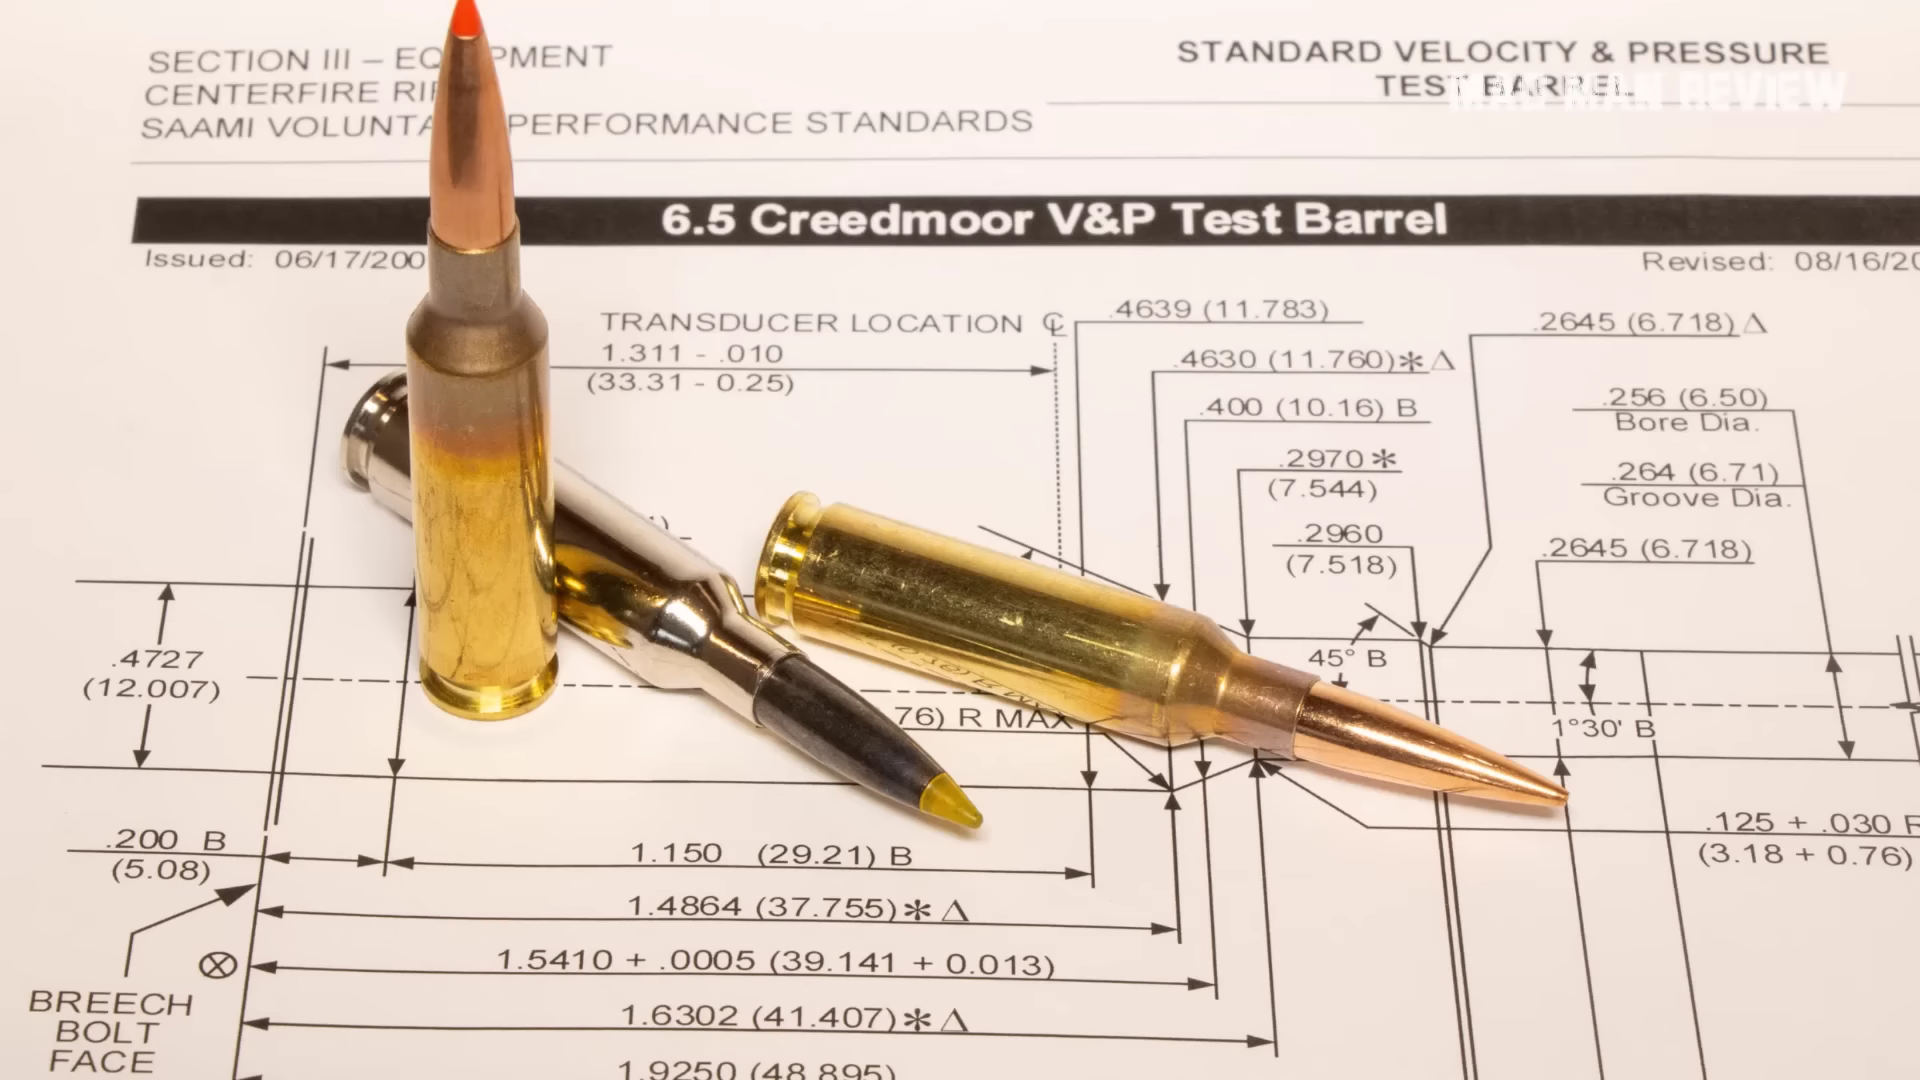 SECTION III – EQ PMENT
CENTERFIRE RIF
SAAMI VOLUNTA PERFORMANCE STANDARDS
STANDARD VELOCITY & PRESSURE
TEST BARREL
MAG MAN REVIEW
6.5 Creedmoor V&P Test Barrel
Issued: 06/17/200
Revised: 08/16/20
TRANSDUCER LOCATION ℄
1.311 - .010
(33.31 - 0.25)
.4639 (11.783)
.4630 (11.760)* Δ
.400 (10.16) B
.2970 *
(7.544)
.2960
(7.518)
.2645 (6.718) Δ
.256 (6.50)
Bore Dia.
.264 (6.71)
Groove Dia.
.2645 (6.718)
45° B
1°30' B
.4727
(12.007)
76) R MAX
.200 B
(5.08)
1.150 (29.21) B
.125 + .030 R
(3.18 + 0.76)
1.4864 (37.755)* Δ
1.5410 + .0005 (39.141 + 0.013)
1.6302 (41.407)* Δ
1.9250 (48.895)
BREECH
BOLT
FACE